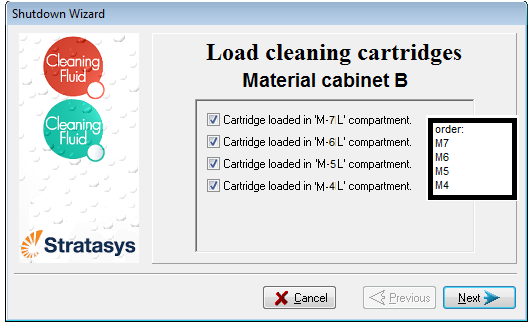 Shutdown Wizard
Cleaning
Fluid
Cleaning
Fluid
Stratasys
Load cleaning cartridges
Material cabinet B
Cartridge loaded in 'M-7 L' compartment.
Cartridge loaded in 'M-6 L' compartment.
Cartridge loaded in 'M-5 L' compartment.
Cartridge loaded in 'M-4 L' compartment.
order:
M7
M6
M5
M4
Cancel
Previous
Next